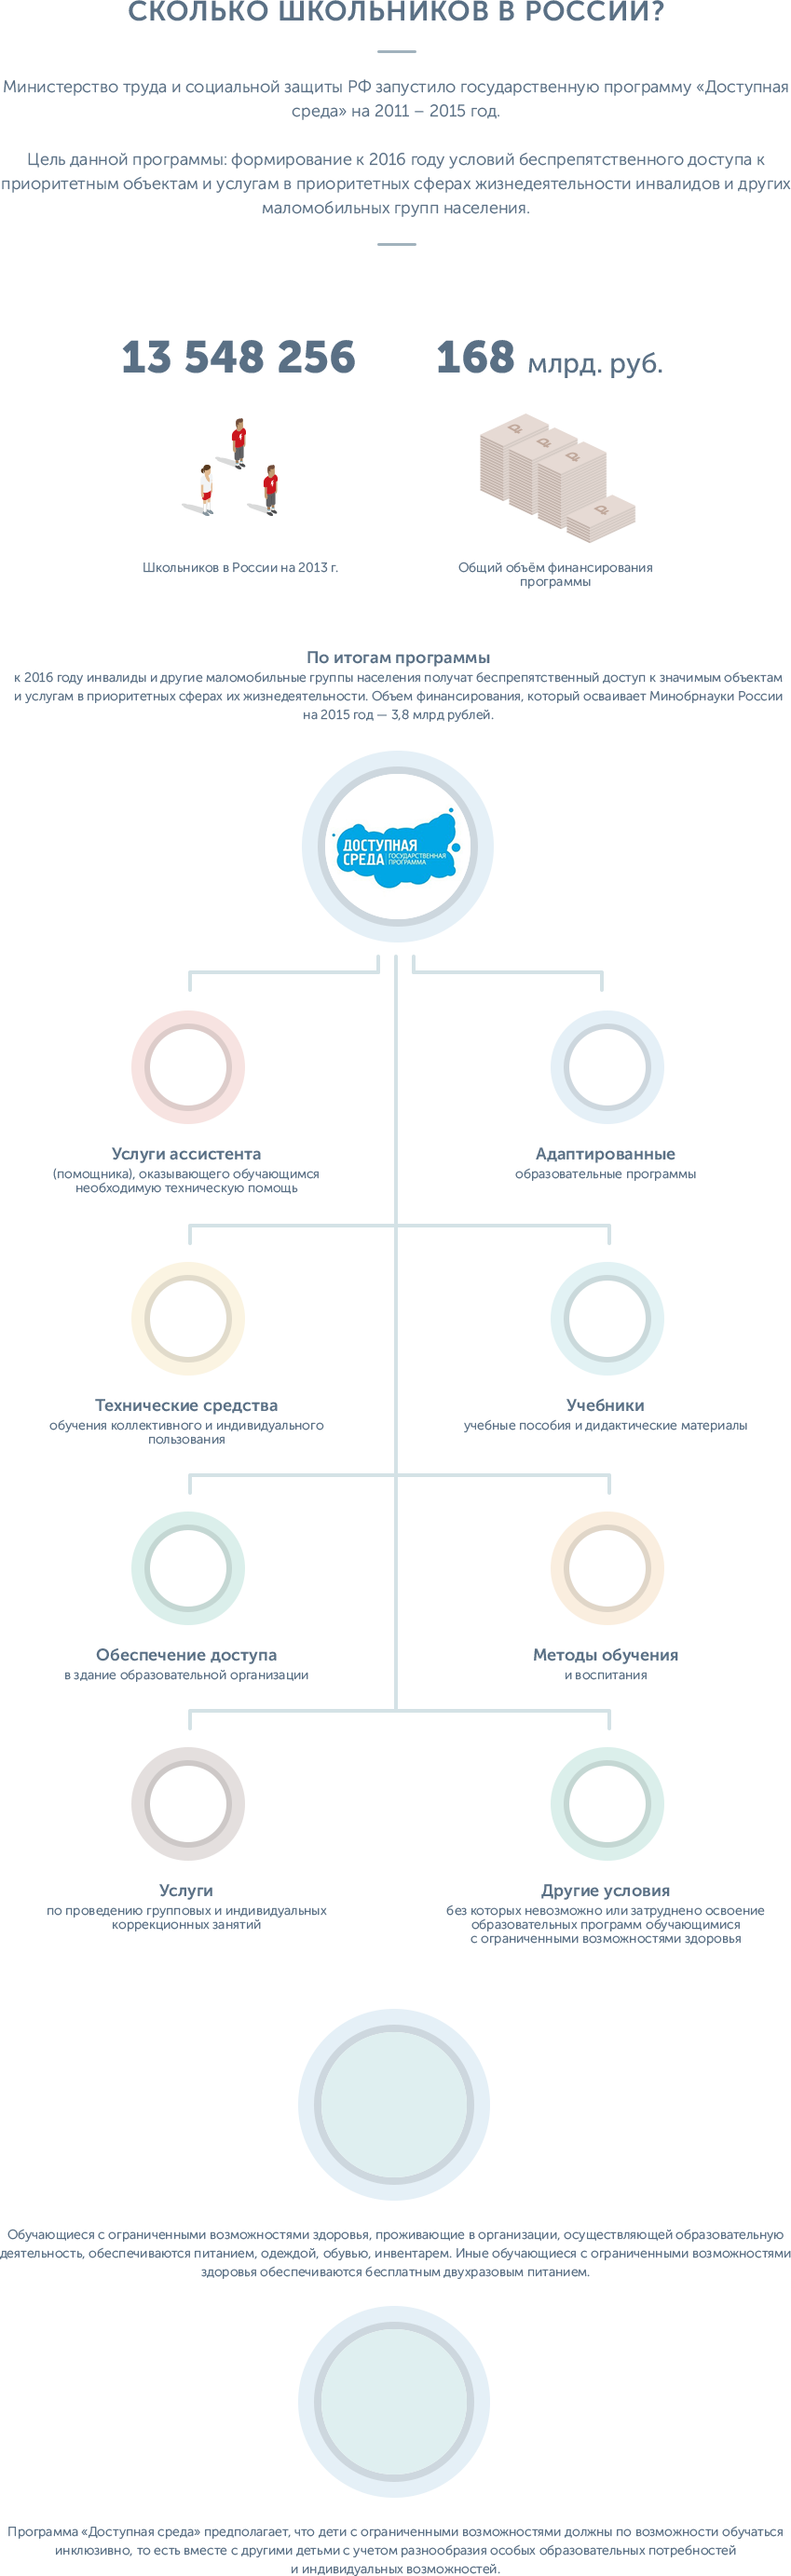 СКОЛЬКО ШКОЛЬНИКОВ В РОССИИ?
Министерство труда и социальной защиты РФ запустило государственную программу «Доступная
среда» на 2011 – 2015 год.
Цель данной программы: формирование к 2016 году условий беспрепятственного доступа к
приоритетным объектам и услугам в приоритетных сферах жизнедеятельности инвалидов и других
маломобильных групп населения.
13 548 256
168 млрд. руб.
Школьников в России на 2013 г.
Общий объём финансирования
программы
По итогам программы
к 2016 году инвалиды и другие маломобильные группы населения получат беспрепятственный доступ к значимым объектам
и услугам в приоритетных сферах их жизнедеятельности. Объем финансирования, который осваивает Минобрнауки России
на 2015 год — 3,8 млрд рублей.
ДОСТУПНАЯ
СРЕДА ГОСУДАРСТВЕННАЯ
ПРОГРАММА
Услуги ассистента
(помощника), оказывающего обучающимся
необходимую техническую помощь
Адаптированные
образовательные программы
Технические средства
обучения коллективного и индивидуального
пользования
Учебники
учебные пособия и дидактические материалы
Обеспечение доступа
в здание образовательной организации
Методы обучения
и воспитания
Услуги
по проведению групповых и индивидуальных
коррекционных занятий
Другие условия
без которых невозможно или затруднено освоение
образовательных программ обучающимися
с ограниченными возможностями здоровья
Обучающиеся с ограниченными возможностями здоровья, проживающие в организации, осуществляющей образовательную
деятельность, обеспечиваются питанием, одеждой, обувью, инвентарем. Иные обучающиеся с ограниченными возможностями
здоровья обеспечиваются бесплатным двухразовым питанием.
Программа «Доступная среда» предполагает, что дети с ограниченными возможностями должны по возможности обучаться
инклюзивно, то есть вместе с другими детьми с учетом разнообразия особых образовательных потребностей
и индивидуальных возможностей.